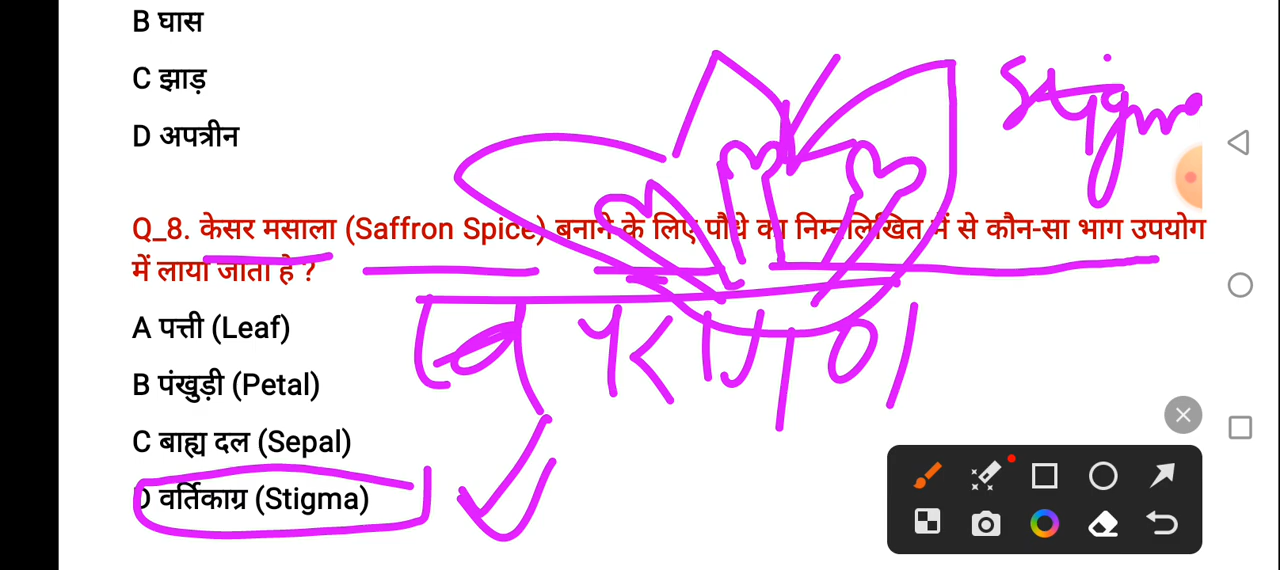 B घास
C झाड़
D अपत्रीन
Stigma
Q_8. केसर मसाला (Saffron Spice) बनाने के लिए पौधे का निम्नलिखित में से कौन-सा भाग उपयोग
में लाया जाता है ?
A पत्ती (Leaf)
B पंखुड़ी (Petal)
C बाह्य दल (Sepal)
D वर्तिकाग्र (Stigma)